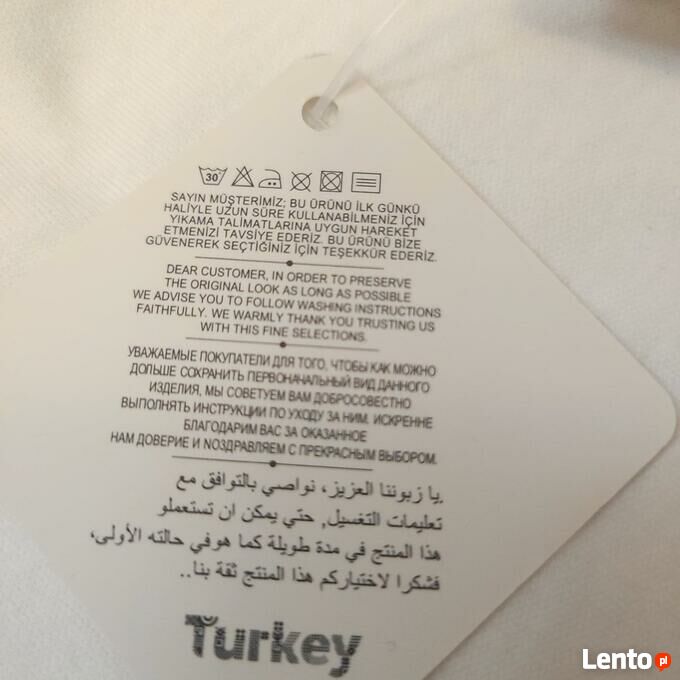 30
SAYIN MÜŞTERİMİZ; BU ÜRÜNÜ İLK GÜNKÜ
HALİYLE UZUN SÜRE KULLANABİLMENİZ İÇİN
YIKAMA TALİMATLARINA UYGUN HAREKET
ETMENİZİ TAVSİYE EDERİZ. BU ÜRÜNÜ BİZE
GÜVENEREK SEÇTİĞİNİZ İÇİN TEŞEKKÜR EDERİZ.
DEAR CUSTOMER, IN ORDER TO PRESERVE
THE ORIGINAL LOOK AS LONG AS POSSIBLE
WE ADVISE YOU TO FOLLOW WASHING INSTRUCTIONS
FAITHFULLY. WE WARMLY THANK YOU TRUSTING US
WITH THIS FINE SELECTIONS.
УВАЖАЕМЫЕ ПОКУПАТЕЛИ ДЛЯ ТОГО, ЧТОБЫ КАК МОЖНО
ДОЛЬШЕ СОХРАНИТЬ ПЕРВОНАЧАЛЬНЫЙ ВИД ДАННОГО
ИЗДЕЛИЯ, МЫ СОВЕТУЕМ ВАМ ДОБРОСОВЕСТНО
ВЫПОЛНЯТЬ ИНСТРУКЦИИ ПО УХОДУ ЗА НИМ. ИСКРЕННЕ
БЛАГОДАРИМ ВАС ЗА ОКАЗАННОЕ
НАМ ДОВЕРИЕ И NОЗДРАВЛЯЕМ С ПРЕКРАСНЫМ ВЫБОРОМ.
يا زبوننا العزيز، نواصي بالتوافق مع.
تعليمات التغسيل, حتي يمكن ان تستعملو
هذا المنتج في مدة طويلة كما هوفي حالته الأولى،
فشكرا لاختياركم هذا المنتج ثقة بنا..
Turkey
Lento pl